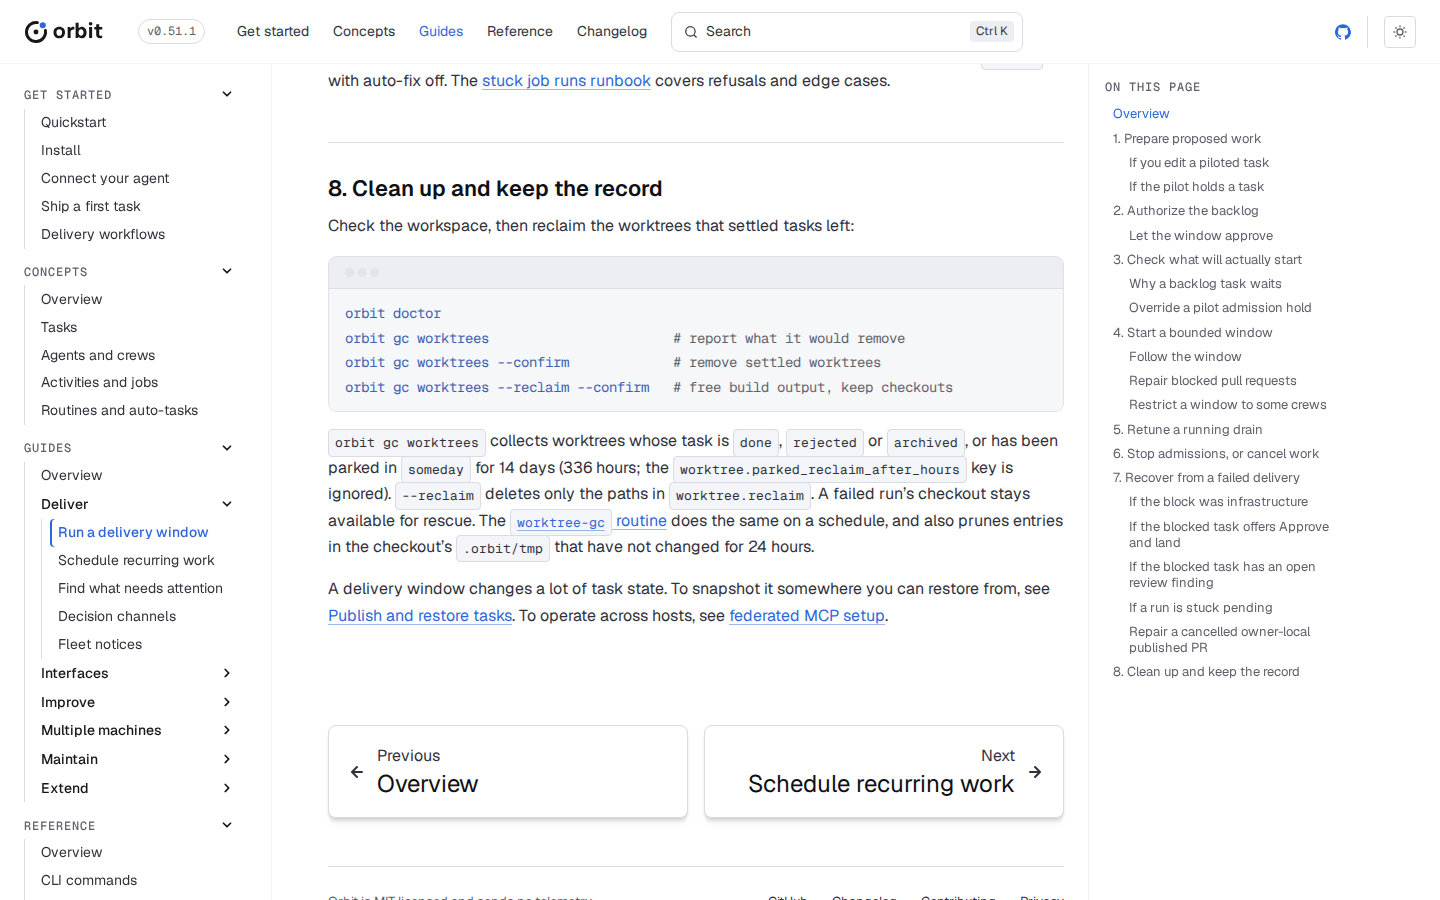 orbit
v0.51.1
Get started
Concepts
Guides
Reference
Changelog
Search
Ctrl K
GET STARTED
Quickstart
Install
Connect your agent
Ship a first task
Delivery workflows
CONCEPTS
Overview
Tasks
Agents and crews
Activities and jobs
Routines and auto-tasks
GUIDES
Overview
Deliver
Run a delivery window
Schedule recurring work
Find what needs attention
Decision channels
Fleet notices
Interfaces
Improve
Multiple machines
Maintain
Extend
REFERENCE
Overview
CLI commands
with auto-fix off. The stuck job runs runbook covers refusals and edge cases.
8. Clean up and keep the record
Check the workspace, then reclaim the worktrees that settled tasks left:
orbit doctor
orbit gc worktrees # report what it would remove
orbit gc worktrees --confirm # remove settled worktrees
orbit gc worktrees --reclaim --confirm # free build output, keep checkouts
orbit gc worktrees collects worktrees whose task is done, rejected or archived, or has been
parked in someday for 14 days (336 hours; the worktree.parked_reclaim_after_hours key is
ignored). --reclaim deletes only the paths in worktree.reclaim. A failed run’s checkout stays
available for rescue. The worktree-gc routine does the same on a schedule, and also prunes entries
in the checkout’s .orbit/tmp that have not changed for 24 hours.
A delivery window changes a lot of task state. To snapshot it somewhere you can restore from, see
Publish and restore tasks. To operate across hosts, see federated MCP setup.
Previous
Overview
Next
Schedule recurring work
Orbit is MIT licensed and sends no telemetry
GitHub
Changelog
Contributing
Privacy
ON THIS PAGE
Overview
1. Prepare proposed work
If you edit a piloted task
If the pilot holds a task
2. Authorize the backlog
Let the window approve
3. Check what will actually start
Why a backlog task waits
Override a pilot admission hold
4. Start a bounded window
Follow the window
Repair blocked pull requests
Restrict a window to some crews
5. Retune a running drain
6. Stop admissions, or cancel work
7. Recover from a failed delivery
If the block was infrastructure
If the blocked task offers Approve
and land
If the blocked task has an open
review finding
If a run is stuck pending
Repair a cancelled owner-local
published PR
8. Clean up and keep the record